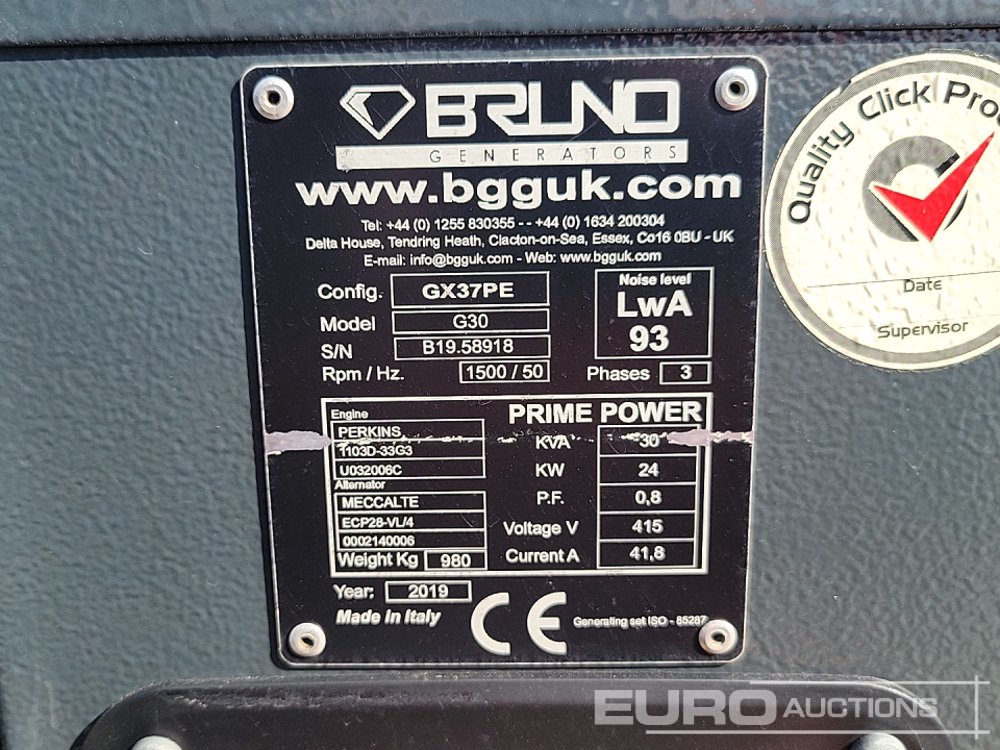 BRUNO
GENERATORS
www.bgguk.com
Tel: +44 (0) 1255 830355 - - +44 (0) 1634 200304
Delta House, Tendring Heath, Clacton-on-Sea, Essex, Co16 0BU - UK
E-mail: info@bgguk.com - Web: www.bgguk.com
Config. GX37PE
Model G30
S/N B19.58918
Rpm / Hz. 1500 / 50
Noise level
LwA
93
Phases 3
Engine
PERKINS
1103D-33G3
U032006C
Alternator
MECCALTE
ECP28-VL/4
0002140006
Weight Kg 980
PRIME POWER
KVA 30
KW 24
P.F. 0,8
Voltage V 415
Current A 41,8
Year: 2019
Made in Italy
CE
Generating set ISO - 85287
Quality Click Pro
Date
Supervisor
EURO AUCTIONS